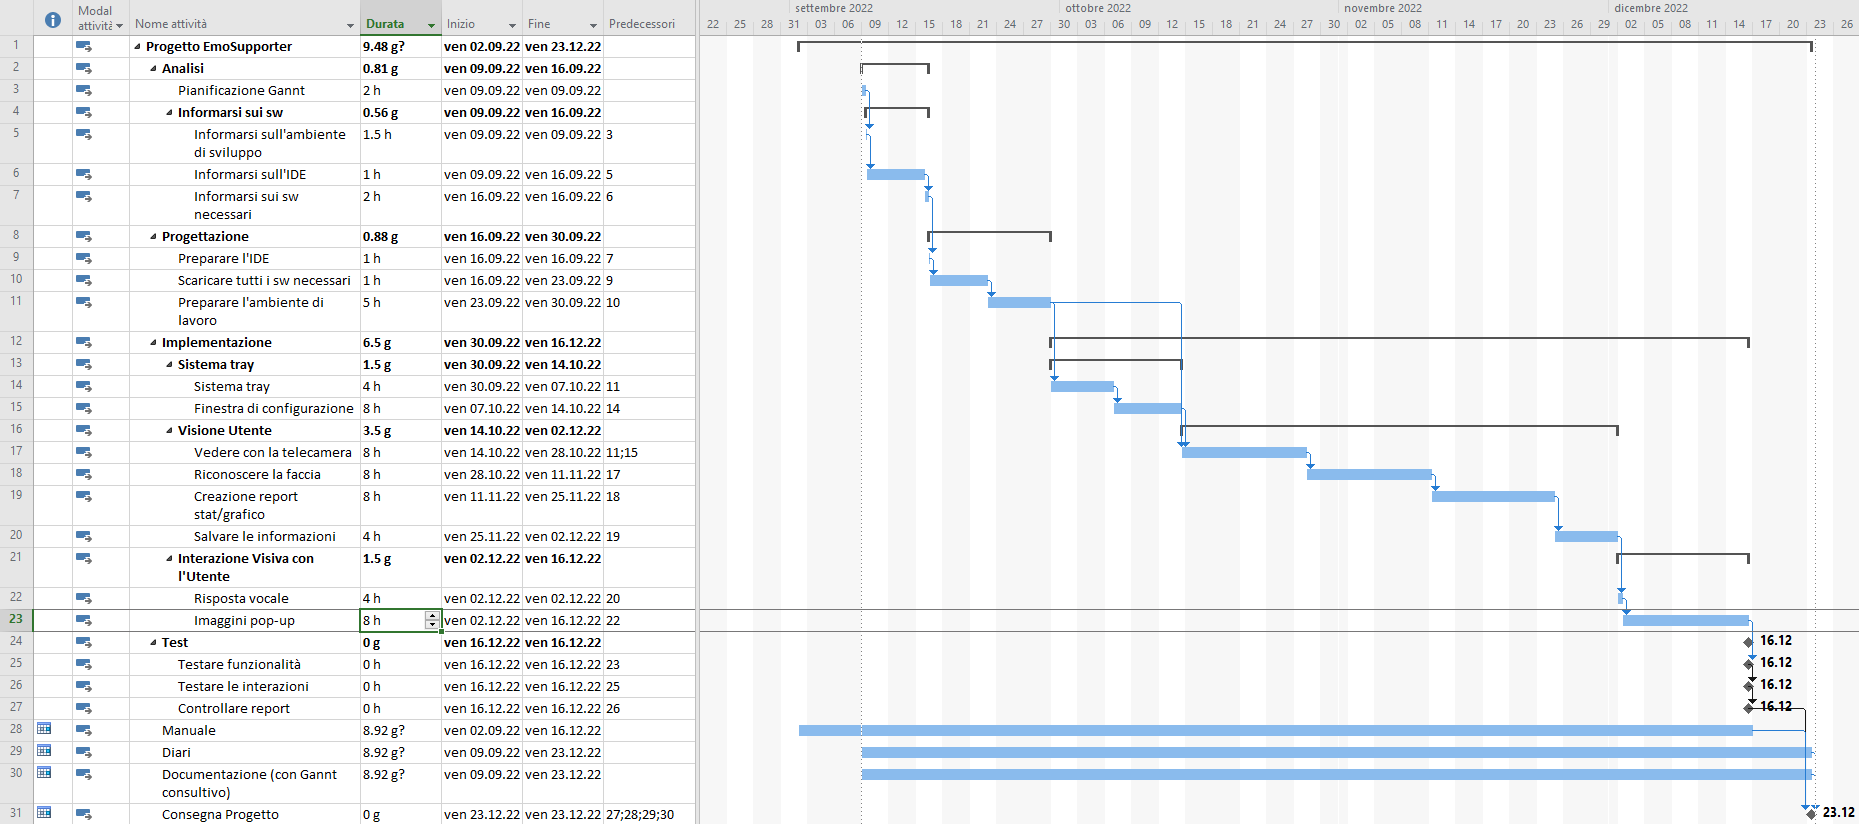 settembre 2022 ottobre 2022 novembre 2022 dicembre 2022
Modal attività Nome attività Durata Inizio Fine Predecessori 22 25 28 31 03 06 09 12 15 18 21 24 27 30 03 06 09 12 15 18 21 24 27 30 02 05 08 11 14 17 20 23 26 29 02 05 08 11 14 17 20 23 26
1 Progetto EmoSupporter 9.48 g? ven 02.09.22 ven 23.12.22
2 Analisi 0.81 g ven 09.09.22 ven 16.09.22
3 Pianificazione Gannt 2 h ven 09.09.22 ven 09.09.22
4 Informarsi sui sw 0.56 g ven 09.09.22 ven 16.09.22
5 Informarsi sull'ambiente 1.5 h ven 09.09.22 ven 09.09.22 3
di sviluppo
6 Informarsi sull'IDE 1 h ven 09.09.22 ven 16.09.22 5
7 Informarsi sui sw 2 h ven 16.09.22 ven 16.09.22 6
necessari
8 Progettazione 0.88 g ven 16.09.22 ven 30.09.22
9 Preparare l'IDE 1 h ven 16.09.22 ven 16.09.22 7
10 Scaricare tutti i sw necessari 1 h ven 16.09.22 ven 23.09.22 9
11 Preparare l'ambiente di 5 h ven 23.09.22 ven 30.09.22 10
lavoro
12 Implementazione 6.5 g ven 30.09.22 ven 16.12.22
13 Sistema tray 1.5 g ven 30.09.22 ven 14.10.22
14 Sistema tray 4 h ven 30.09.22 ven 07.10.22 11
15 Finestra di configurazione 8 h ven 07.10.22 ven 14.10.22 14
16 Visione Utente 3.5 g ven 14.10.22 ven 02.12.22
17 Vedere con la telecamera 8 h ven 14.10.22 ven 28.10.22 11;15
18 Riconoscere la faccia 8 h ven 28.10.22 ven 11.11.22 17
19 Creazione report 8 h ven 11.11.22 ven 25.11.22 18
stat/grafico
20 Salvare le informazioni 4 h ven 25.11.22 ven 02.12.22 19
21 Interazione Visiva con 1.5 g ven 02.12.22 ven 16.12.22
l'Utente
22 Risposta vocale 4 h ven 02.12.22 ven 02.12.22 20
23 Imaggini pop-up 8 h ven 02.12.22 ven 16.12.22 22
24 Test 0 g ven 16.12.22 ven 16.12.22 16.12
25 Testare funzionalità 0 h ven 16.12.22 ven 16.12.22 23 16.12
26 Testare le interazioni 0 h ven 16.12.22 ven 16.12.22 25 16.12
27 Controllare report 0 h ven 16.12.22 ven 16.12.22 26 16.12
28 Manuale 8.92 g? ven 02.09.22 ven 16.12.22
29 Diari 8.92 g? ven 09.09.22 ven 23.12.22
30 Documentazione (con Gannt 8.92 g? ven 09.09.22 ven 23.12.22
consultivo)
31 Consegna Progetto 0 g ven 23.12.22 ven 23.12.22 27;28;29;30 23.12